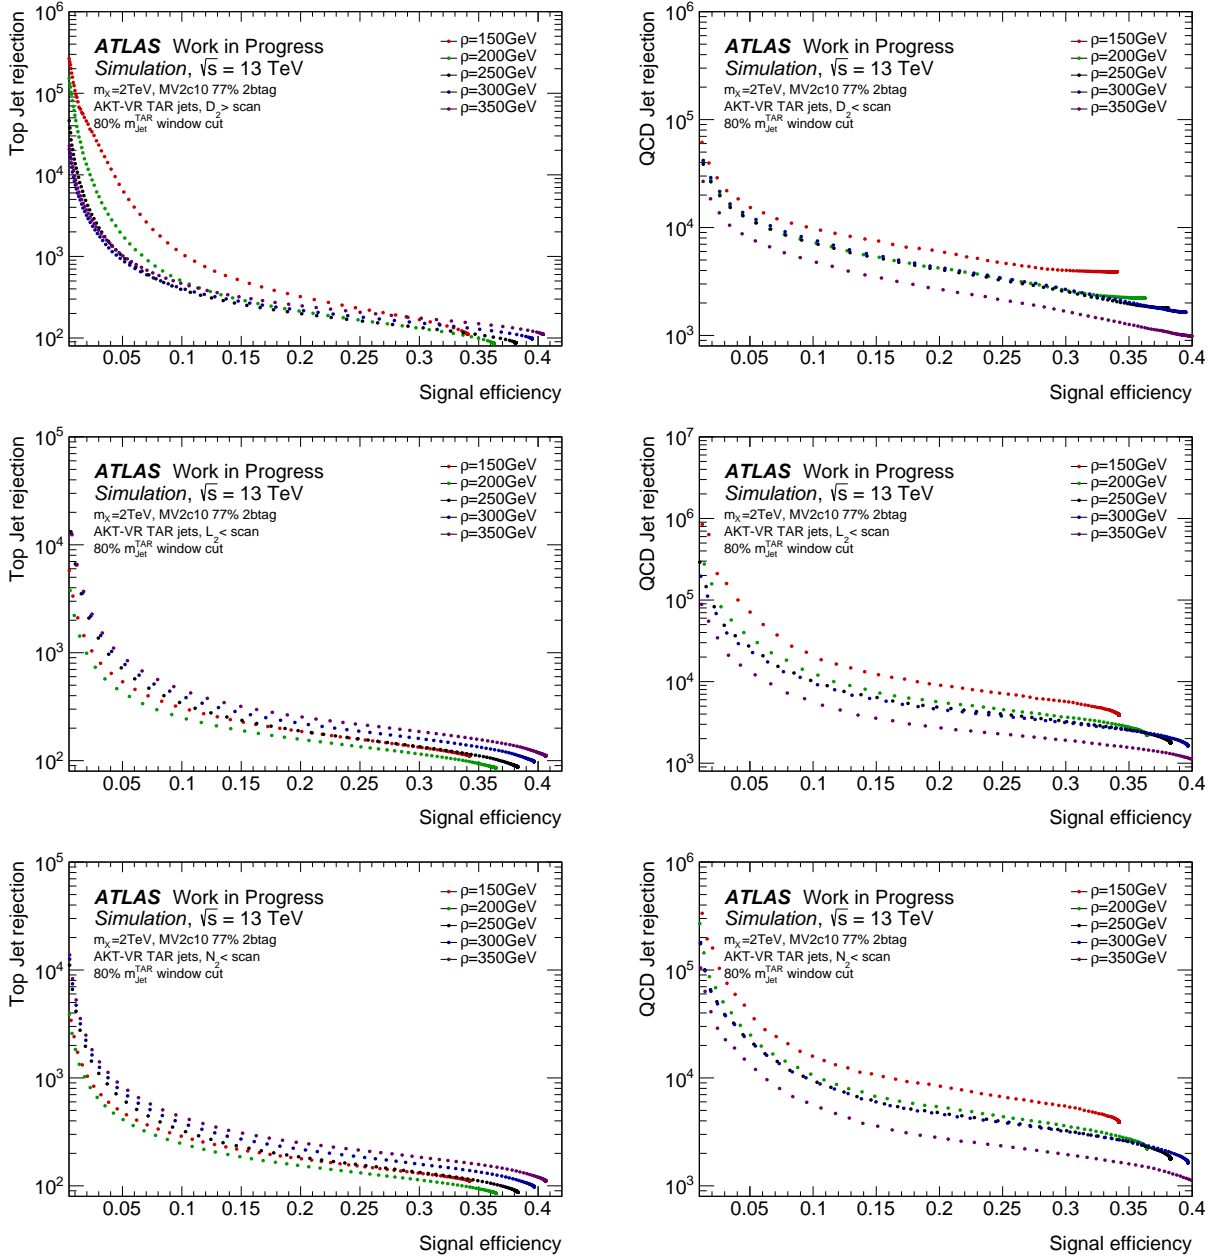 Top Jet rejection
10^6
10^5
10^4
10^3
10^2
ATLAS Work in Progress
Simulation, √s = 13 TeV
m_X=2TeV, MV2c10 77% 2btag
AKT-VR TAR jets, D_2> scan
80% m_Jet^TAR window cut
ρ=150GeV
ρ=200GeV
ρ=250GeV
ρ=300GeV
ρ=350GeV
0.05 0.1 0.15 0.2 0.25 0.3 0.35 0.4
Signal efficiency
QCD Jet rejection
10^6
10^5
10^4
10^3
ATLAS Work in Progress
Simulation, √s = 13 TeV
m_X=2TeV, MV2c10 77% 2btag
AKT-VR TAR jets, D_2< scan
80% m_Jet^TAR window cut
ρ=150GeV
ρ=200GeV
ρ=250GeV
ρ=300GeV
ρ=350GeV
0.05 0.1 0.15 0.2 0.25 0.3 0.35 0.4
Signal efficiency
Top Jet rejection
10^5
10^4
10^3
10^2
ATLAS Work in Progress
Simulation, √s = 13 TeV
m_X=2TeV, MV2c10 77% 2btag
AKT-VR TAR jets, L_2< scan
80% m_Jet^TAR window cut
ρ=150GeV
ρ=200GeV
ρ=250GeV
ρ=300GeV
ρ=350GeV
0.05 0.1 0.15 0.2 0.25 0.3 0.35 0.4
Signal efficiency
QCD Jet rejection
10^7
10^6
10^5
10^4
10^3
ATLAS Work in Progress
Simulation, √s = 13 TeV
m_X=2TeV, MV2c10 77% 2btag
AKT-VR TAR jets, L_2< scan
80% m_Jet^TAR window cut
ρ=150GeV
ρ=200GeV
ρ=250GeV
ρ=300GeV
ρ=350GeV
0.05 0.1 0.15 0.2 0.25 0.3 0.35 0.4
Signal efficiency
Top Jet rejection
10^5
10^4
10^3
10^2
ATLAS Work in Progress
Simulation, √s = 13 TeV
m_X=2TeV, MV2c10 77% 2btag
AKT-VR TAR jets, N_2< scan
80% m_Jet^TAR window cut
ρ=150GeV
ρ=200GeV
ρ=250GeV
ρ=300GeV
ρ=350GeV
0.05 0.1 0.15 0.2 0.25 0.3 0.35 0.4
Signal efficiency
QCD Jet rejection
10^6
10^5
10^4
10^3
ATLAS Work in Progress
Simulation, √s = 13 TeV
m_X=2TeV, MV2c10 77% 2btag
AKT-VR TAR jets, N_2< scan
80% m_Jet^TAR window cut
ρ=150GeV
ρ=200GeV
ρ=250GeV
ρ=300GeV
ρ=350GeV
0.05 0.1 0.15 0.2 0.25 0.3 0.35 0.4
Signal efficiency